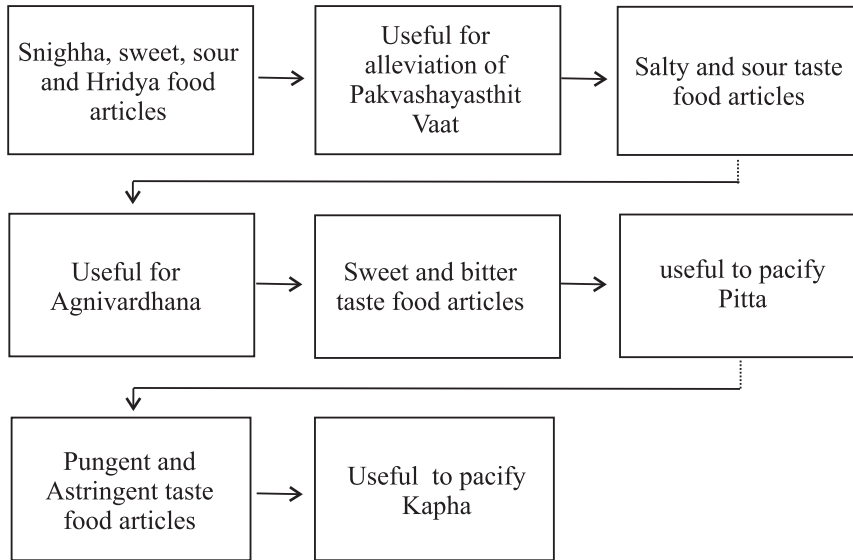 Snighha, sweet, sour
and Hridya food
articles
Useful for
alleviation of
Pakvashayasthit
Vaat
Salty and sour taste
food articles
Useful for
Agnivardhana
Sweet and bitter
taste food articles
useful to pacify
Pitta
Pungent and
Astringent taste
food articles
Useful to pacify
Kapha